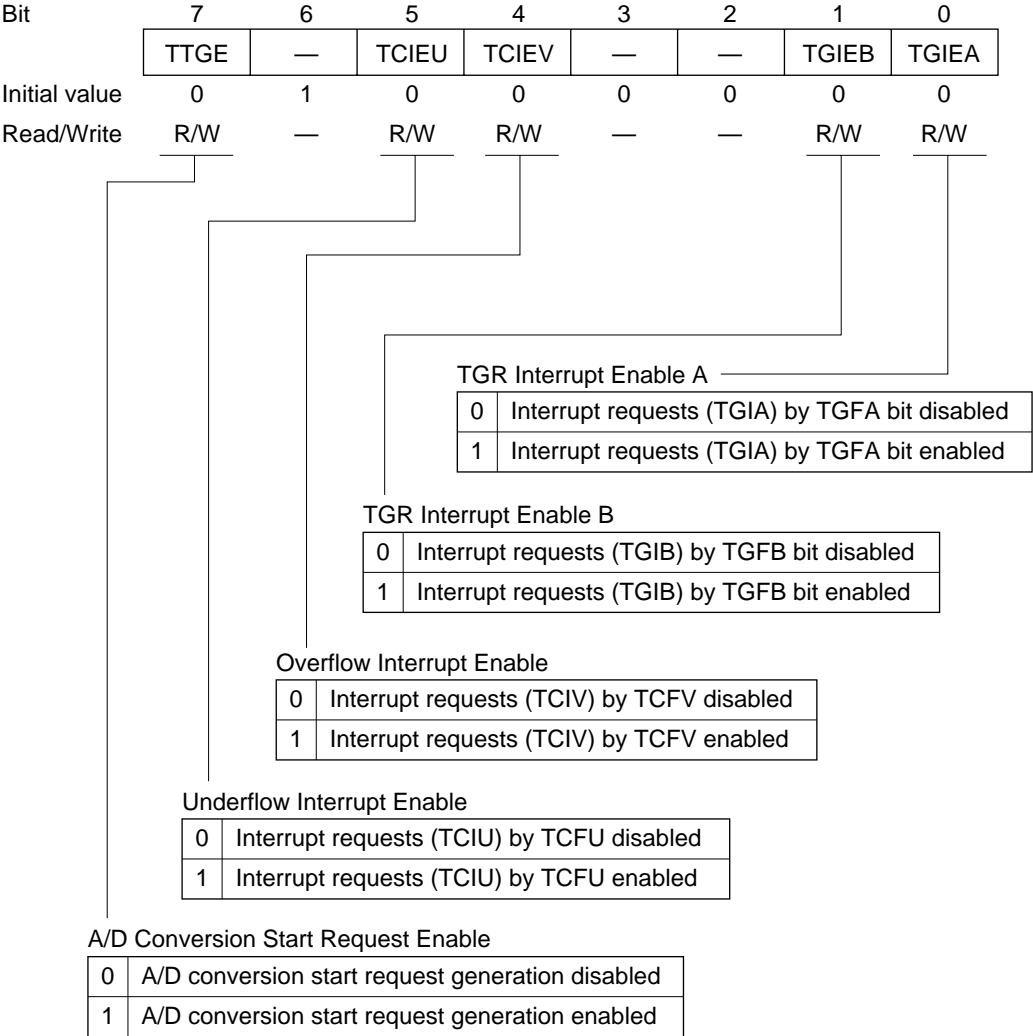 Bit 7 6 5 4 3 2 1 0
TTGE — TCIEU TCIEV — — TGIEB TGIEA
Initial value 0 1 0 0 0 0 0 0
Read/Write R/W — R/W R/W — — R/W R/W
TGR Interrupt Enable A
0 Interrupt requests (TGIA) by TGFA bit disabled
1 Interrupt requests (TGIA) by TGFA bit enabled
TGR Interrupt Enable B
0 Interrupt requests (TGIB) by TGFB bit disabled
1 Interrupt requests (TGIB) by TGFB bit enabled
Overflow Interrupt Enable
0 Interrupt requests (TCIV) by TCFV disabled
1 Interrupt requests (TCIV) by TCFV enabled
Underflow Interrupt Enable
0 Interrupt requests (TCIU) by TCFU disabled
1 Interrupt requests (TCIU) by TCFU enabled
A/D Conversion Start Request Enable
0 A/D conversion start request generation disabled
1 A/D conversion start request generation enabled